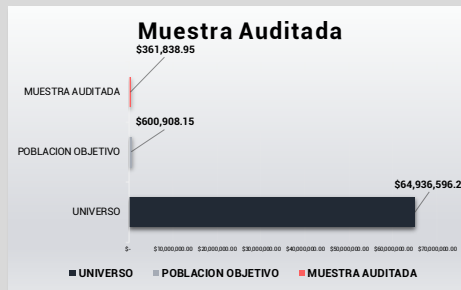 Muestra Auditada
$361,838.95
MUESTRA AUDITADA
$600,908.15
POBLACION OBJETIVO
$64,936,596.2
UNIVERSO
$- $10,000,000.00 $20,000,000.00 $30,000,000.00 $40,000,000.00 $50,000,000.00 $60,000,000.00 $70,000,000.00
UNIVERSO POBLACION OBJETIVO MUESTRA AUDITADA